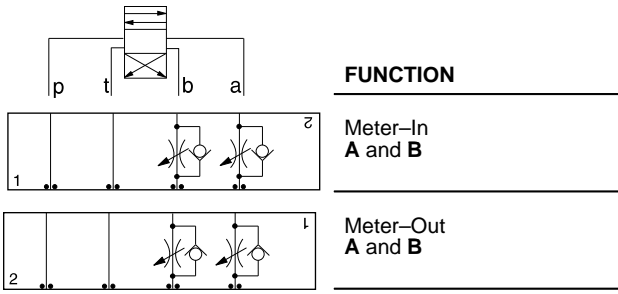 p t b a
FUNCTION
2
Meter–In
A and B
1
1
Meter–Out
A and B
2